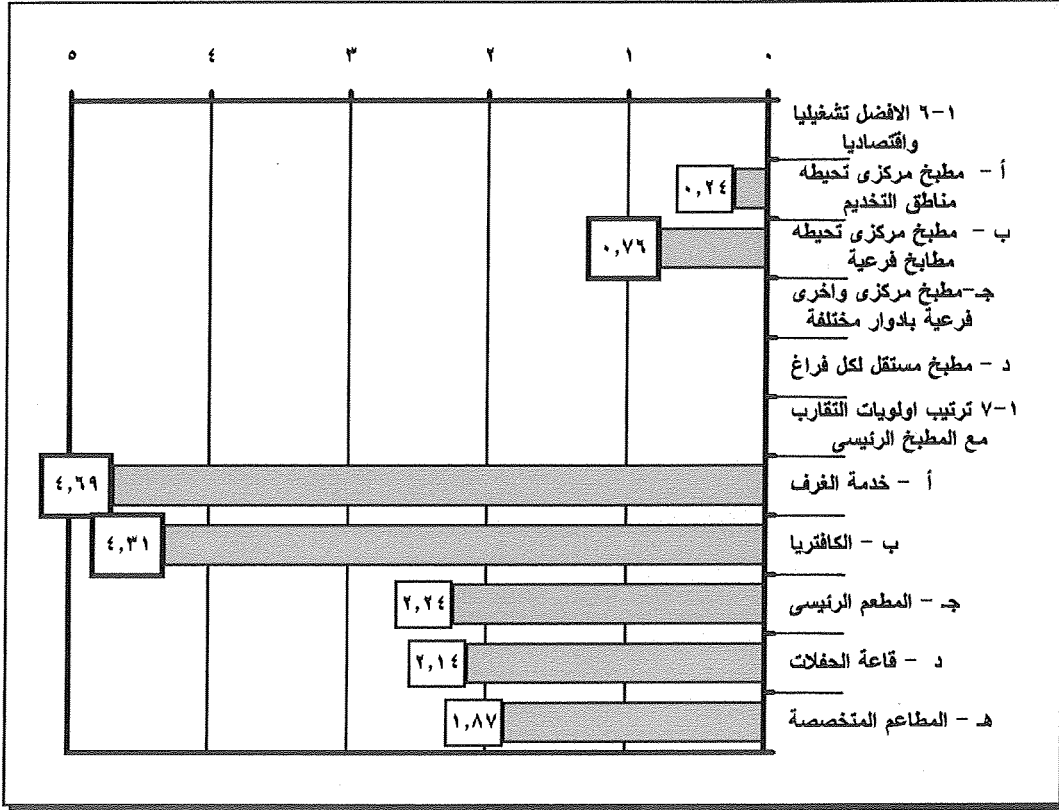 ٥ ٤ ٣ ٢ ١ ٠
١-٦ الافضل تشغيليا
واقتصاديا
أ - مطبخ مركزى تحيطه
مناطق التخديم
٠,٢٤
ب - مطبخ مركزى تحيطه
مطابخ فرعية
٠,٧٦
جـ-مطبخ مركزى واخرى
فرعية بادوار مختلفة
د - مطبخ مستقل لكل فراغ
١-٧ ترتيب اولويات التقارب
مع المطبخ الرئيسى
أ - خدمة الغرف
٤,٦٩
ب - الكافتريا
٤,٣١
جـ - المطعم الرئيسى
٢,٢٤
د - قاعة الحفلات
٢,١٤
هـ - المطاعم المتخصصة
١,٨٧